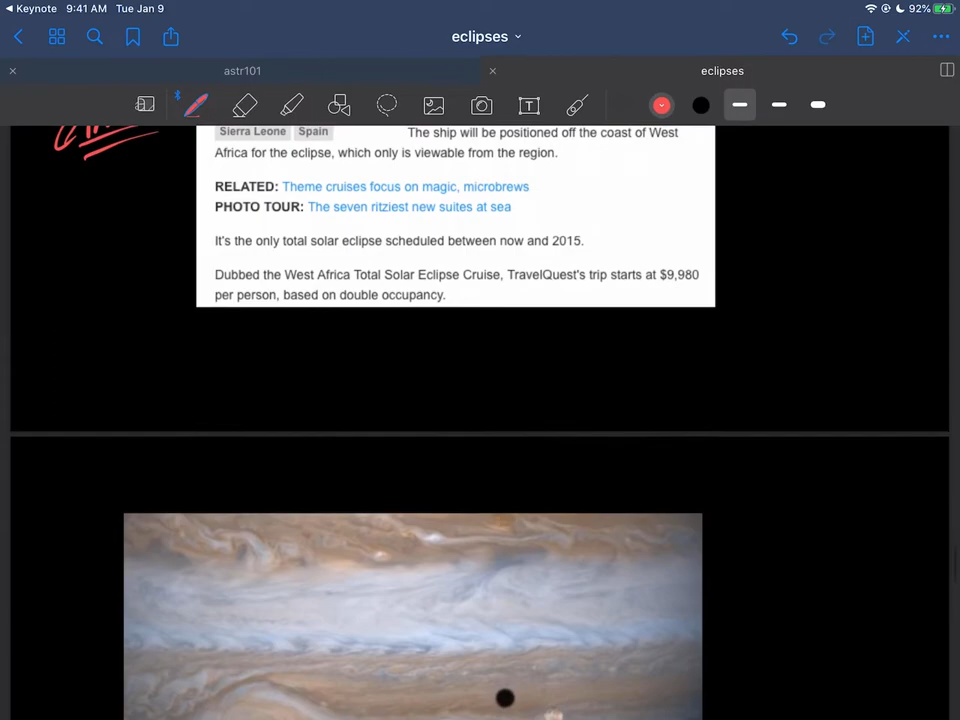 Keynote 9:41 AM Tue Jan 9 92%
eclipses
astr101 eclipses
Sierra Leone Spain The ship will be positioned off the coast of West
Africa for the eclipse, which only is viewable from the region.
RELATED: Theme cruises focus on magic, microbrews
PHOTO TOUR: The seven ritziest new suites at sea
It's the only total solar eclipse scheduled between now and 2015.
Dubbed the West Africa Total Solar Eclipse Cruise, TravelQuest's trip starts at $9,980
per person, based on double occupancy.